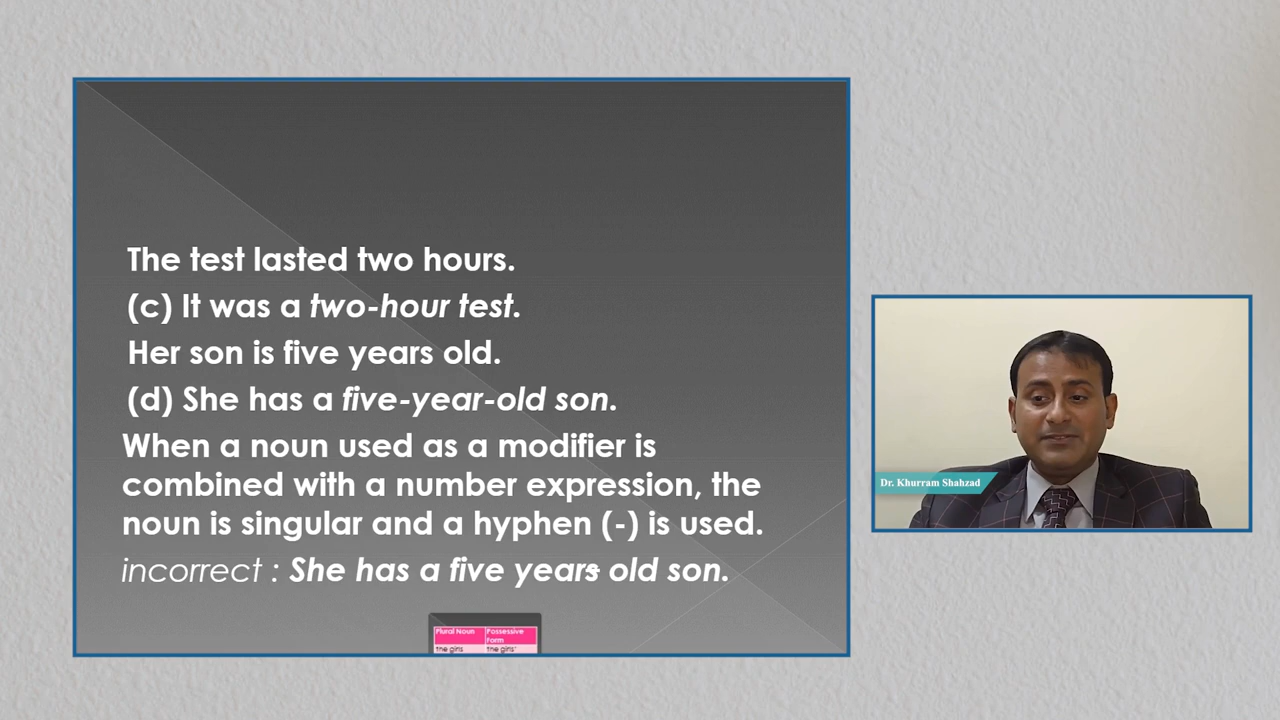 The test lasted two hours.
(c) It was a two-hour test.
Her son is five years old.
(d) She has a five-year-old son.
When a noun used as a modifier is
combined with a number expression, the
noun is singular and a hyphen (-) is used.
incorrect : She has a five years old son.
Plural Noun Possessive
Form
the girls the girls'
Dr. Khurram Shahzad